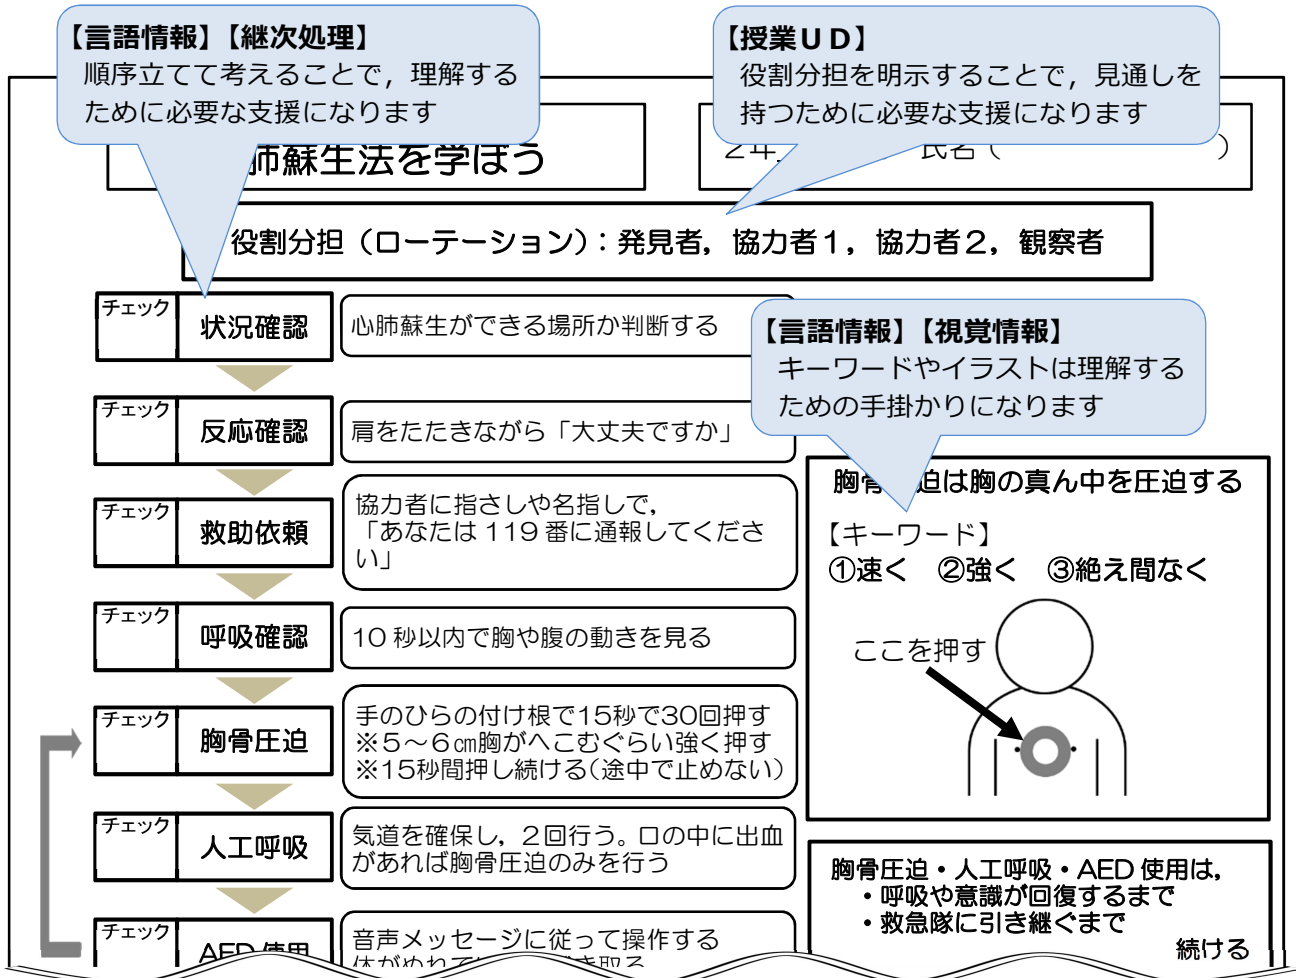 【言語情報】【継次処理】
順序立てて考えることで，理解する
ために必要な支援になります
【授業ＵＤ】
役割分担を明示することで，見通しを
持つために必要な支援になります
肺蘇生法を学ぼう
2年 氏名（ ）
役割分担（ローテーション）：発見者，協力者１，協力者２，観察者
チェック
状況確認
心肺蘇生ができる場所か判断する
【言語情報】【視覚情報】
キーワードやイラストは理解する
ための手掛かりになります
チェック
反応確認
肩をたたきながら「大丈夫ですか」
チェック
救助依頼
協力者に指さしや名指しで，
「あなたは 119 番に通報してくださ
い」
チェック
呼吸確認
10 秒以内で胸や腹の動きを見る
チェック
胸骨圧迫
手のひらの付け根で15秒で30回押す
※５～６㎝胸がへこむぐらい強く押す
※15秒間押し続ける（途中で止めない）
チェック
人工呼吸
気道を確保し，２回行う。口の中に出血
があれば胸骨圧迫のみを行う
チェック
AED 使用
音声メッセージに従って操作する
胸骨圧迫は胸の真ん中を圧迫する
【キーワード】
①速く　②強く　③絶え間なく
ここを押す
胸骨圧迫・人工呼吸・AED 使用は，
・呼吸や意識が回復するまで
・救急隊に引き継ぐまで
続ける